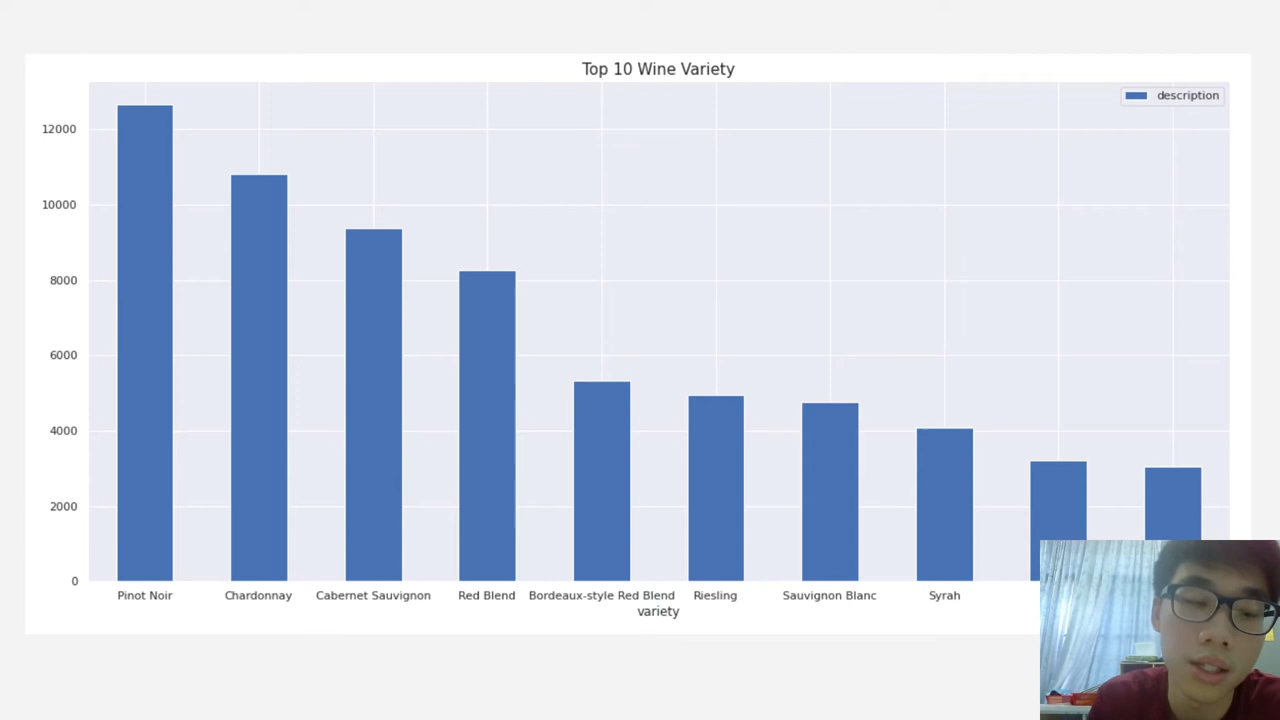 Top 10 Wine Variety
description
12000
10000
8000
6000
4000
2000
0
Pinot Noir
Chardonnay
Cabernet Sauvignon
Red Blend
Bordeaux-style Red Blend
Riesling
Sauvignon Blanc
Syrah
variety